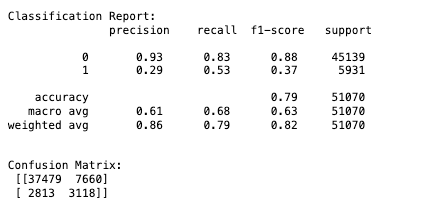 Classification Report:
precision recall f1-score support
0 0.93 0.83 0.88 45139
1 0.29 0.53 0.37 5931
accuracy 0.79 51070
macro avg 0.61 0.68 0.63 51070
weighted avg 0.86 0.79 0.82 51070
Confusion Matrix:
[[37479 7660]
[ 2813 3118]]